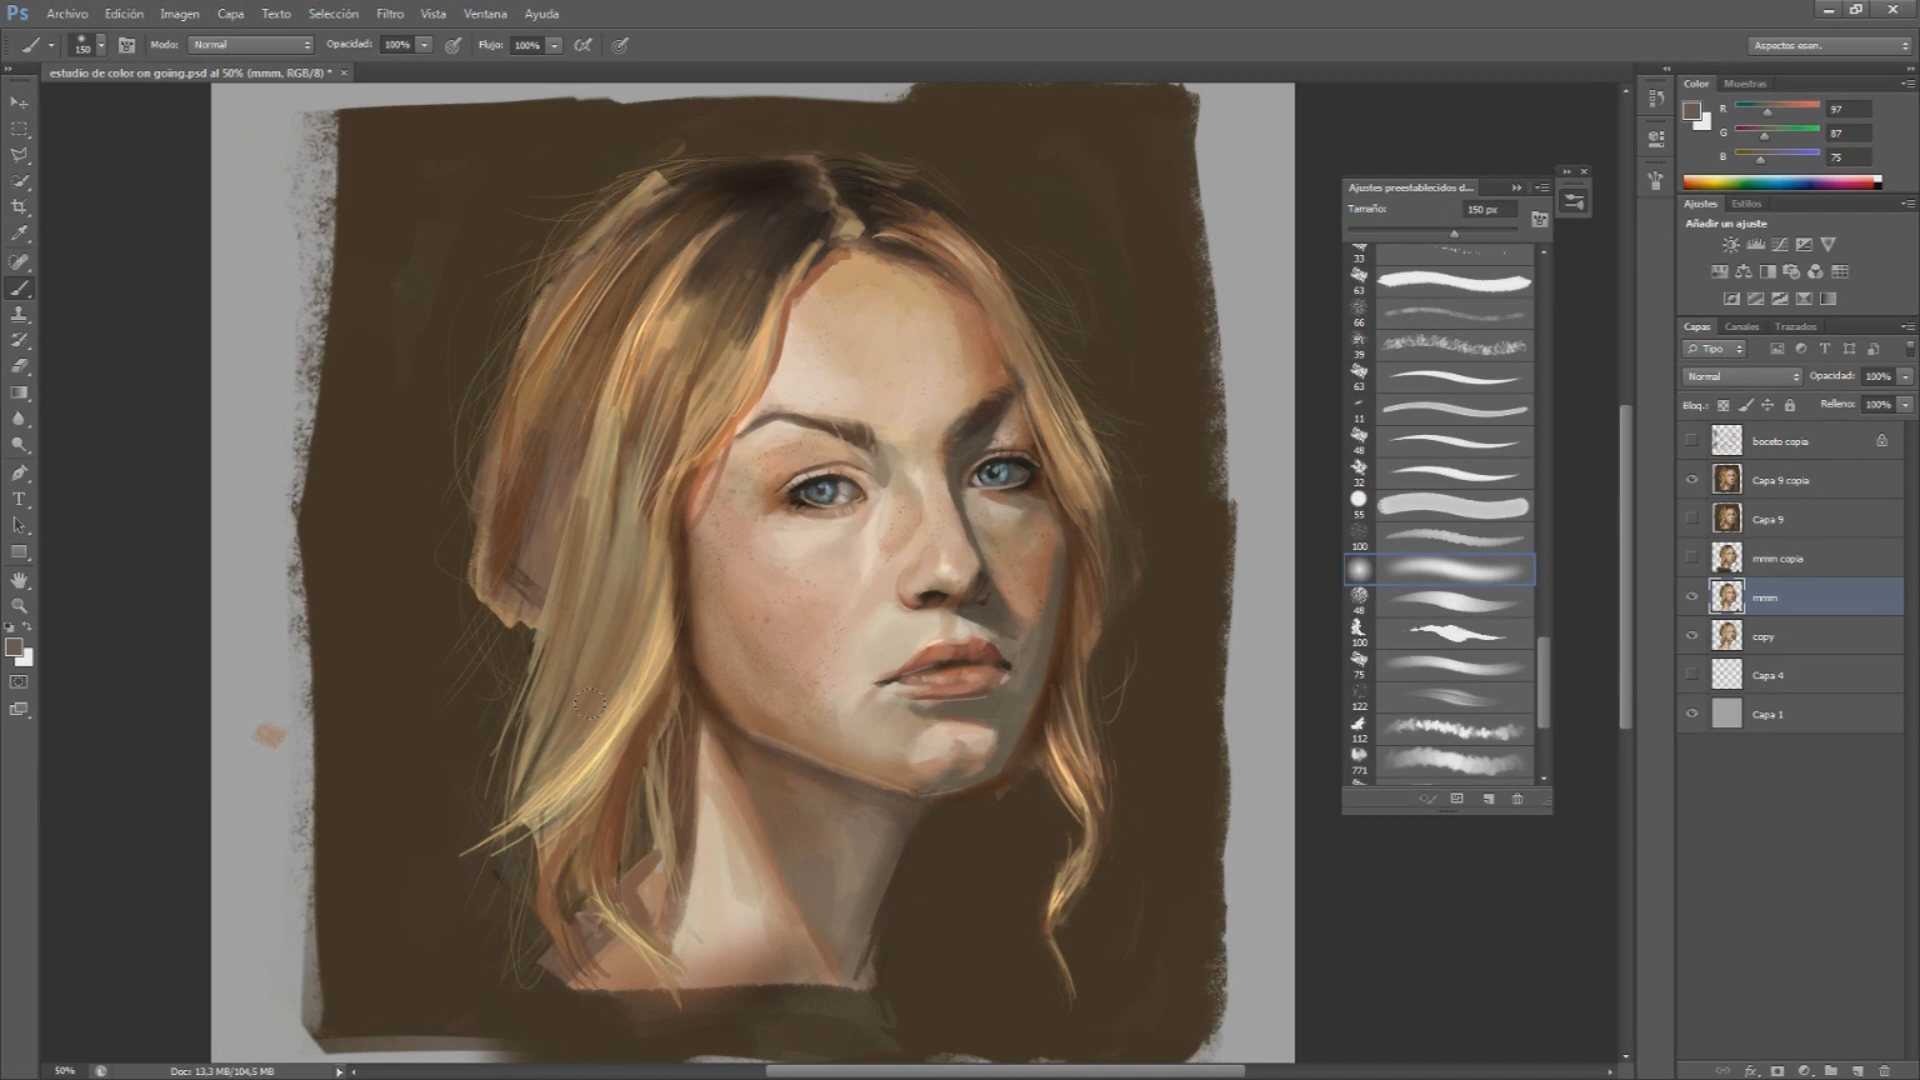 Ps Archivo Edición Imagen Capa Texto Selección Filtro Vista Ventana Ayuda
150 Modo: Normal Opacidad: 100% Flujo: 100% Aspectos esen.
estudio de color on going.psd al 50% (mmm, RGB/8) * ×
Color Muestras
R 97
G 87
B 75
Ajustes Estilos
Añadir un ajuste
Capas Canales Trazados
Tipo
Normal Opacidad: 100%
Bloq.: Relleno: 100%
boceto copia
Capa 9 copia
Capa 9
mmm copia
mmm
copy
Capa 4
Capa 1
Ajustes preestablecidos d...
Tamaño: 150 px
33
63
66
39
63
11
48
32
55
100
48
100
75
122
112
771
T
50% Doc: 13,3 MB/104,5 MB
fx